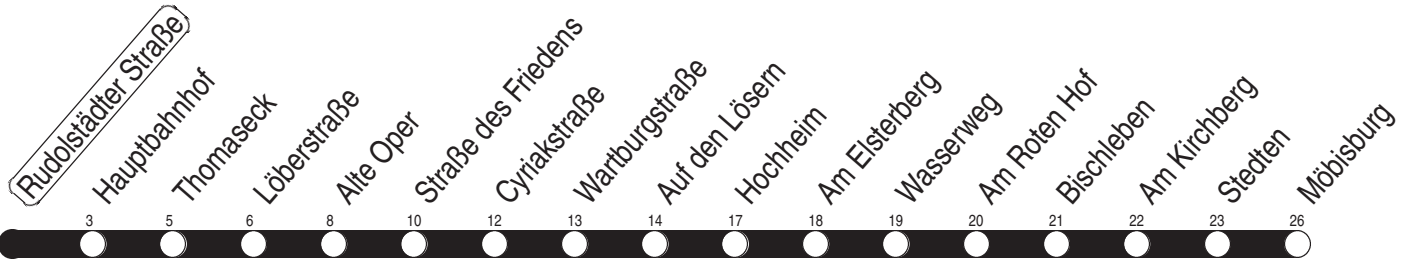 Rudolstädter Straße
Hauptbahnhof
Thomaseck
Löberstraße
Alte Oper
Straße des Friedens
Cyriakstraße
Wartburgstraße
Auf den Lösern
Hochheim
Am Elsterberg
Wasserweg
Am Roten Hof
Bischleben
Am Kirchberg
Stedten
Möbisburg
3 5 6 8 10 12 13 14 17 18 19 20 21 22 23 26